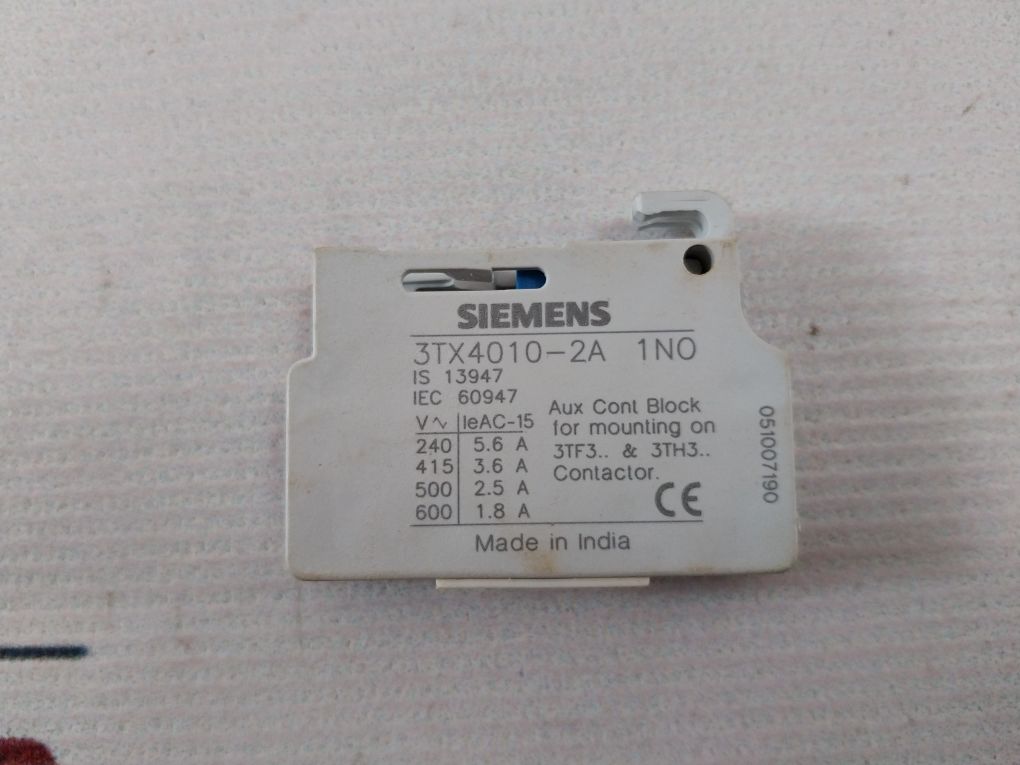 SIEMENS
3TX4010-2A 1NO
IS 13947
IEC 60947
V∿ IeAC-15
240 5.6 A
415 3.6 A
500 2.5 A
600 1.8 A
Aux Cont Block
for mounting on
3TF3.. & 3TH3..
Contactor.
CE
051007190
Made in India